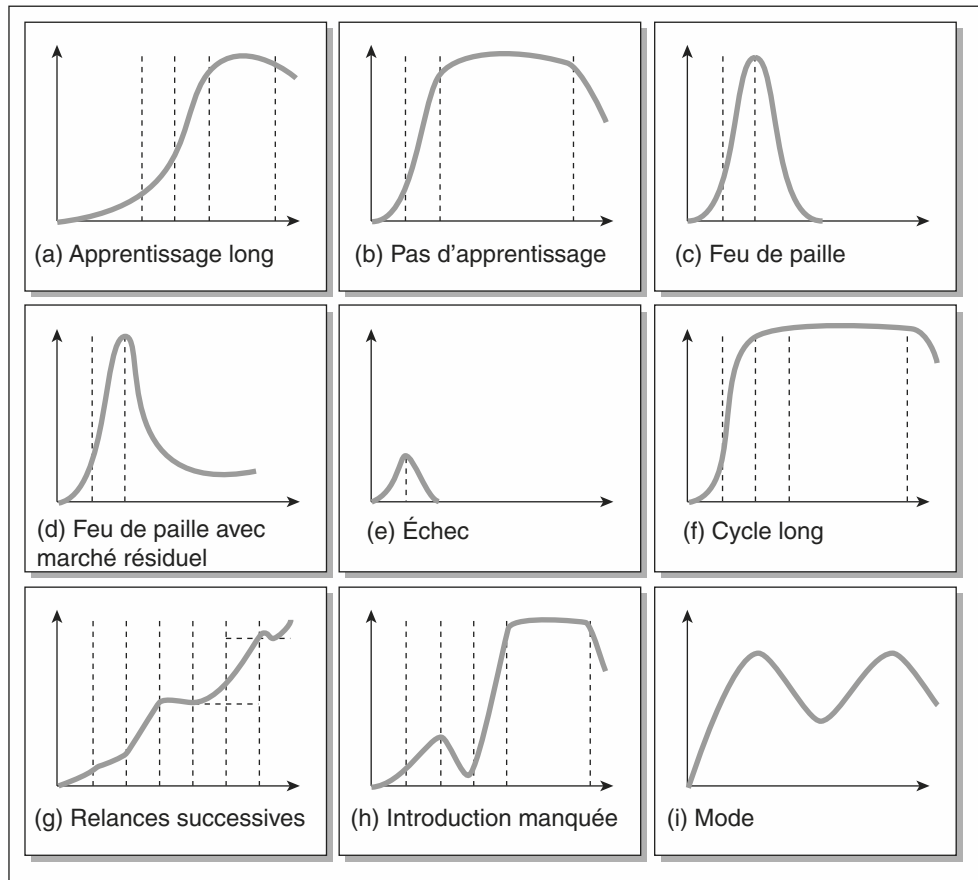 (a) Apprentissage long
(b) Pas d'apprentissage
(c) Feu de paille
(d) Feu de paille avec
marché résiduel
(e) Échec
(f) Cycle long
(g) Relances successives
(h) Introduction manquée
(i) Mode